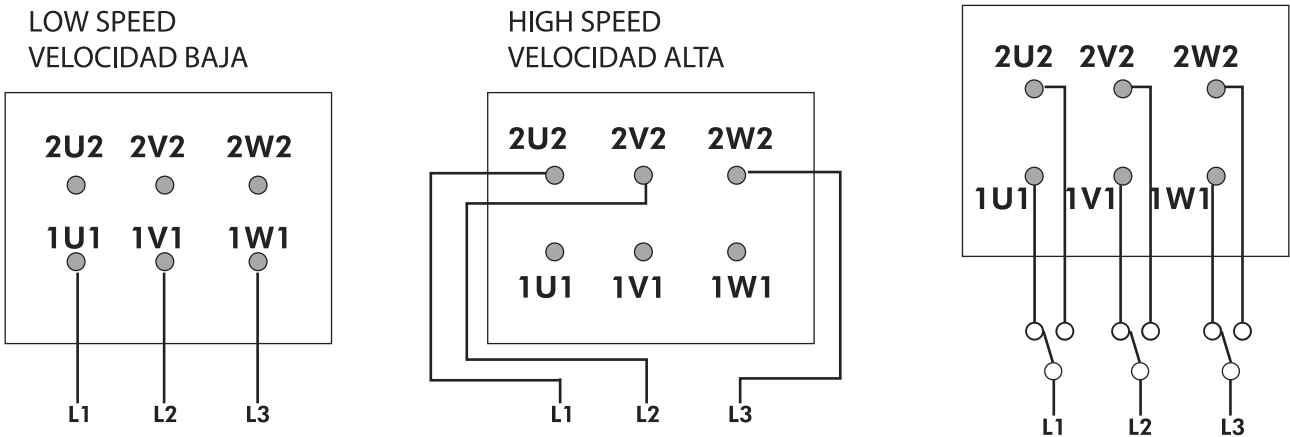 LOW SPEED
VELOCIDAD BAJA
2U2 2V2 2W2
1U1 1V1 1W1
L1 L2 L3
HIGH SPEED
VELOCIDAD ALTA
2U2 2V2 2W2
1U1 1V1 1W1
L1 L2 L3
2U2 2V2 2W2
1U1 1V1 1W1
L1 L2 L3